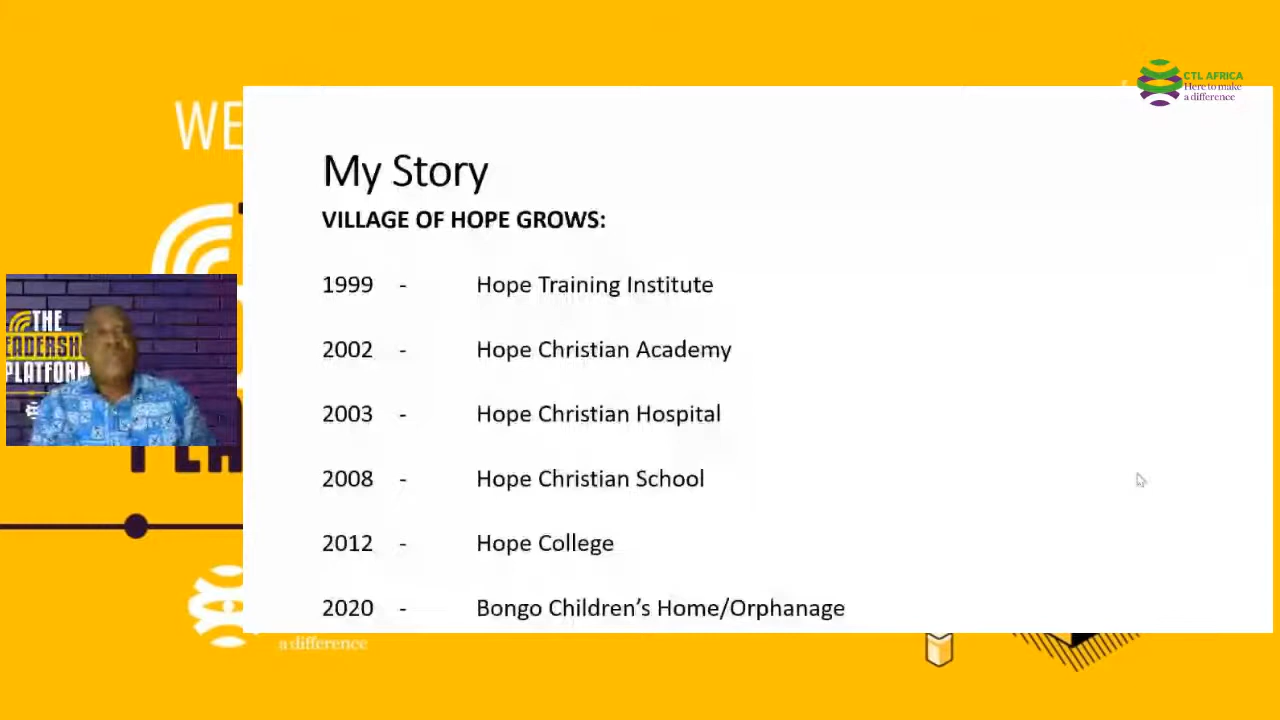 CTL AFRICA
Here to make
a difference
WE
My Story
VILLAGE OF HOPE GROWS:
1999 - Hope Training Institute
2002 - Hope Christian Academy
2003 - Hope Christian Hospital
2008 - Hope Christian School
2012 - Hope College
2020 - Bongo Children's Home/Orphanage
THE
EADERSH
PLATFORM
a difference